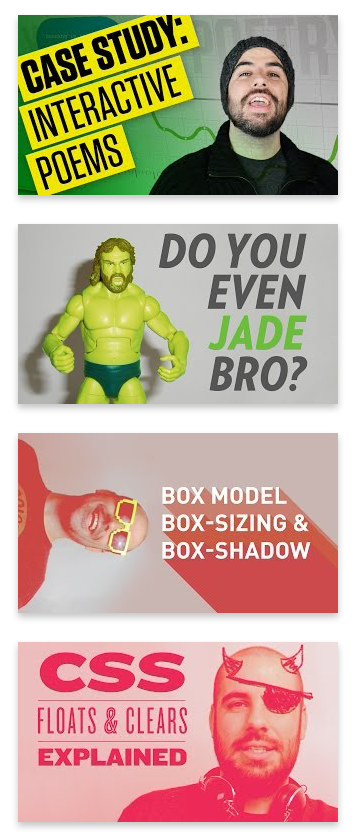 CASE STUDY:
INTERACTIVE
POEMS
POETRY
DO YOU
EVEN
JADE
BRO?
BOX MODEL
BOX-SIZING &
BOX-SHADOW
CSS
FLOATS & CLEARS
EXPLAINED